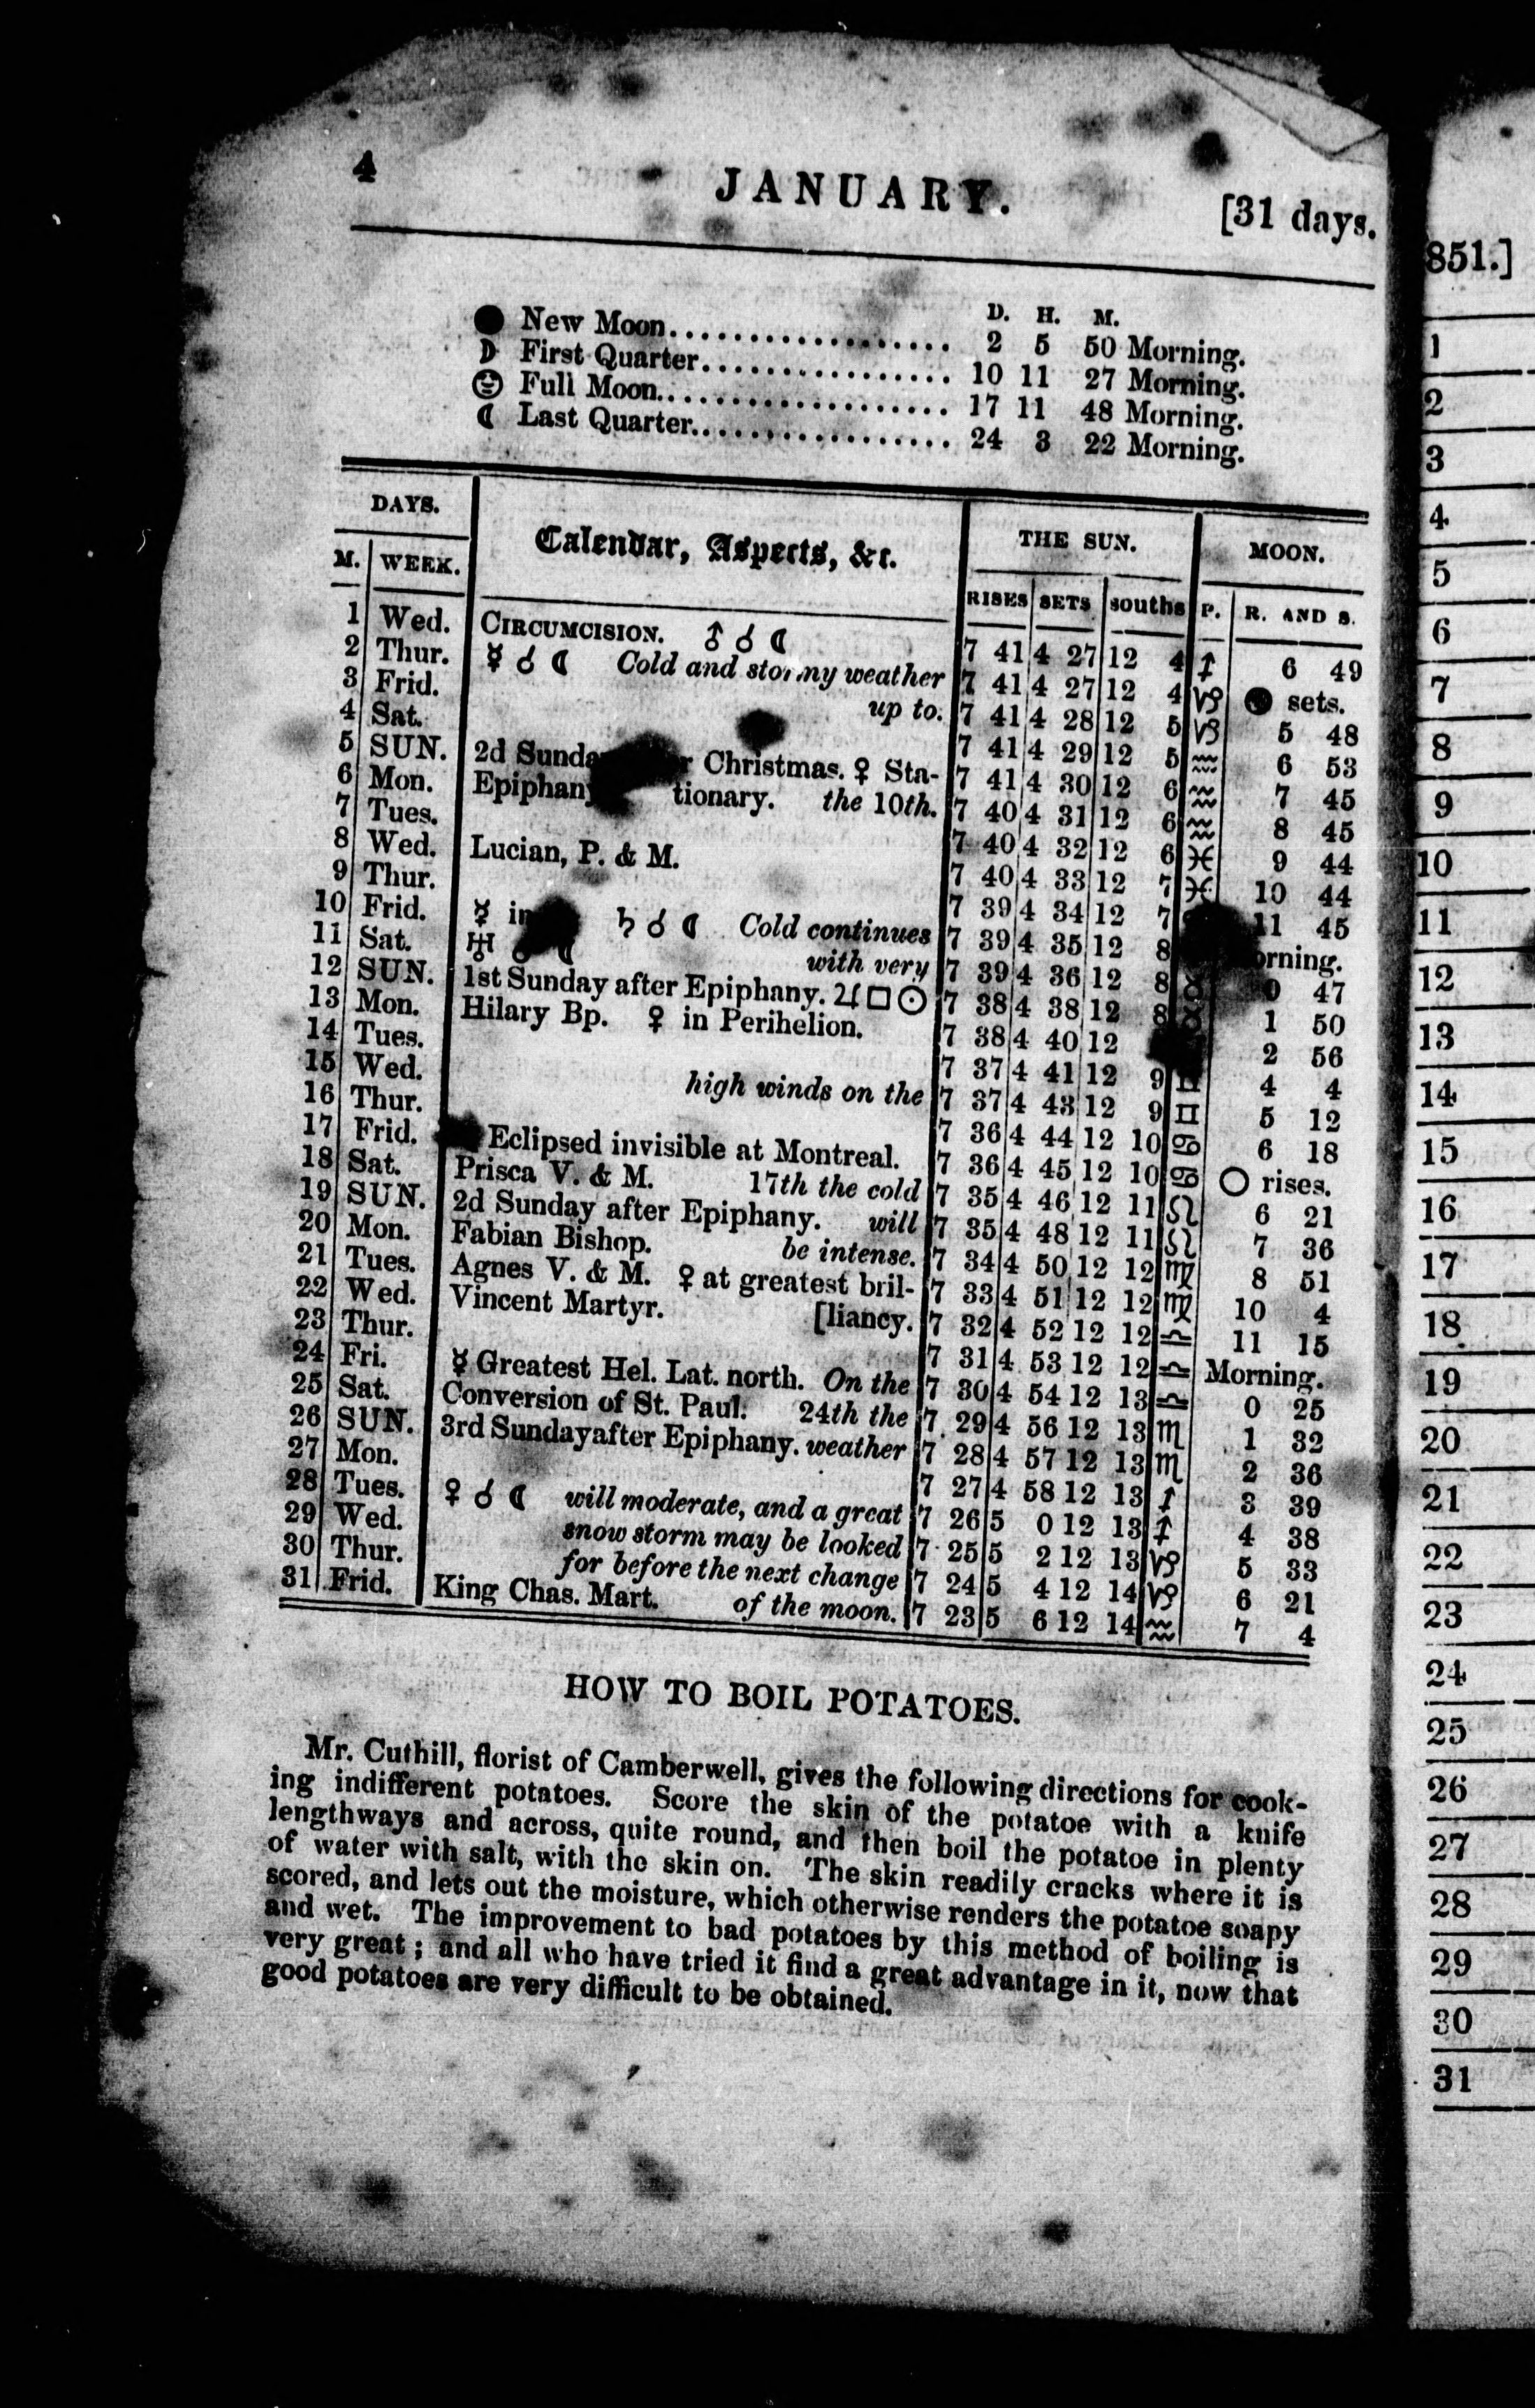 4 JANUARY. [31 days.
D. H. M.
● New Moon................... 2 5 50 Morning.
☽ First Quarter................ 10 11 27 Morning.
Full Moon.................... 17 11 48 Morning.
☾ Last Quarter.................. 24 3 22 Morning.
DAYS. Calendar, Aspects, &c. THE SUN. MOON.
M. WEEK. RISES SETS souths P. R. AND S.
1 Wed. CIRCUMCISION. ☌ ☾ 7 41 4 27 12 4 ♐ 6 49
2 Thur. ☿ ☌ ☾ Cold and stormy weather 7 41 4 27 12 4 ♑ ● sets.
3 Frid. up to. 7 41 4 28 12 5 ♑ 5 48
4 Sat. 7 41 4 29 12 5 ♒ 6 53
5 SUN. 2d Christmas. ♀ Sta- 7 41 4 30 12 6 ♒ 7 45
6 Mon. Epiphany tionary. the 10th. 7 40 4 31 12 6 ♒ 8 45
7 Tues. 7 40 4 32 12 6 ♓ 9 44
8 Wed. Lucian, P. & M. 7 40 4 33 12 7 ♓ 10 44
9 Thur. 7 39 4 34 12 7 11 45
10 Frid. ☿ in ♄ ☌ ☾ Cold continues 7 39 4 35 12 8
11 Sat. ♅ with very 7 39 4 36 12 8 ♉ 0 47
12 SUN. 1st Sunday after Epiphany. ♃ □ ☉ 7 38 4 38 12 8 ♉ 1 50
13 Mon. Hilary Bp. ♀ in Perihelion. 7 38 4 40 12 2 56
14 Tues. 7 37 4 41 12 9 ♊ 4 4
15 Wed. high winds on the 7 37 4 43 12 9 ♊ 5 12
16 Thur. 7 36 4 44 12 10 ♋ 6 18
17 Frid. Eclipsed invisible at Montreal. 7 36 4 45 12 10 ♋ ○ rises.
18 Sat. Prisca V. & M. 17th the cold 7 35 4 46 12 11 ♌ 6 21
19 SUN. 2d Sunday after Epiphany. will 7 35 4 48 12 11 ♌ 7 36
20 Mon. Fabian Bishop. be intense. 7 34 4 50 12 12 ♍ 8 51
21 Tues. Agnes V. & M. ♀ at greatest bril- 7 33 4 51 12 12 ♍ 10 4
22 Wed. Vincent Martyr. [liancy. 7 32 4 52 12 12 ♎ 11 15
23 Thur. 7 31 4 53 12 12 ♎ Morning.
24 Fri. ☿ Greatest Hel. Lat. north. On the 7 30 4 54 12 13 ♎ 0 25
25 Sat. Conversion of St. Paul. 24th the 7 29 4 56 12 13 ♏ 1 32
26 SUN. 3rd Sunday after Epiphany. weather 7 28 4 57 12 13 ♏ 2 36
27 Mon. 7 27 4 58 12 13 ♐ 3 39
28 Tues. ♀ ☌ ☾ will moderate, and a great 7 26 5 0 12 13 ♐ 4 38
29 Wed. snow storm may be looked 7 25 5 2 12 13 ♑ 5 33
30 Thur. for before the next change 7 24 5 4 12 14 ♑ 6 21
31 Frid. King Chas. Mart. of the moon. 7 23 5 6 12 14 ♒ 7 4
HOW TO BOIL POTATOES.
Mr. Cuthill, florist of Camberwell, gives the following directions for cook-
ing indifferent potatoes. Score the skin of the potatoe with a knife
lengthways and across, quite round, and then boil the potatoe in plenty
of water with salt, with the skin on. The skin readily cracks where it is
scored, and lets out the moisture, which otherwise renders the potatoe soapy
and wet. The improvement to bad potatoes by this method of boiling is
very great; and all who have tried it find a great advantage in it, now that
good potatoes are very difficult to be obtained.
851.]
1
2
3
4
5
6
7
8
9
10
11
12
13
14
15
16
17
18
19
20
21
22
23
24
25
26
27
28
29
30
31